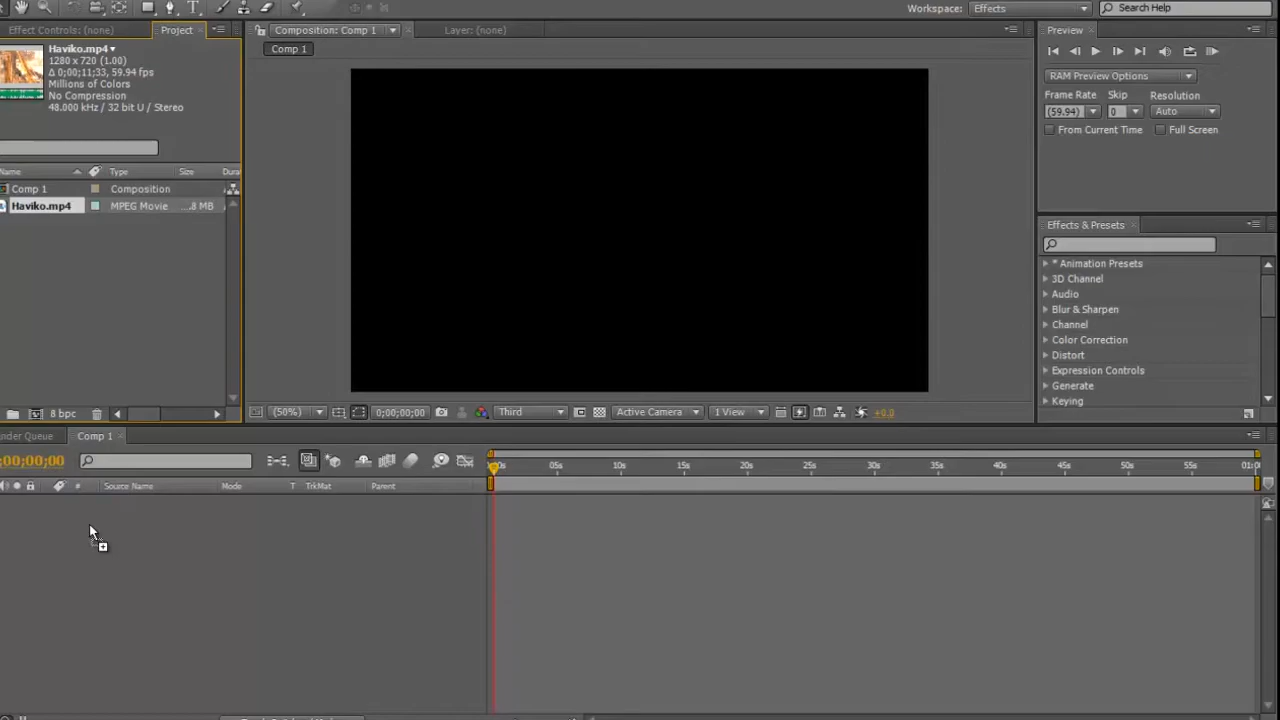 Workspace: Effects
Search Help
Effect Controls: (none)
Project
Composition: Comp 1
Layer: (none)
Preview
Comp 1
Haviko.mp4
1280 x 720 (1.00)
Δ 0;00;11;33, 59.94 fps
Millions of Colors
No Compression
48.000 kHz / 32 bit U / Stereo
RAM Preview Options
Frame Rate Skip Resolution
(59.94) 0 Auto
From Current Time Full Screen
Name Type Size
Comp 1 Composition
Haviko.mp4 MPEG Movie ...8 MB
Effects & Presets
* Animation Presets
3D Channel
Audio
Blur & Sharpen
Channel
Color Correction
Distort
Expression Controls
Generate
Keying
8 bpc
(50%) 0;00;00;00 Third Active Camera 1 View +0.0
Comp 1
;00;00;00
05s 10s 15s 20s 25s 30s 35s 40s 45s 50s 55s
# Source Name Mode T TrkMat Parent